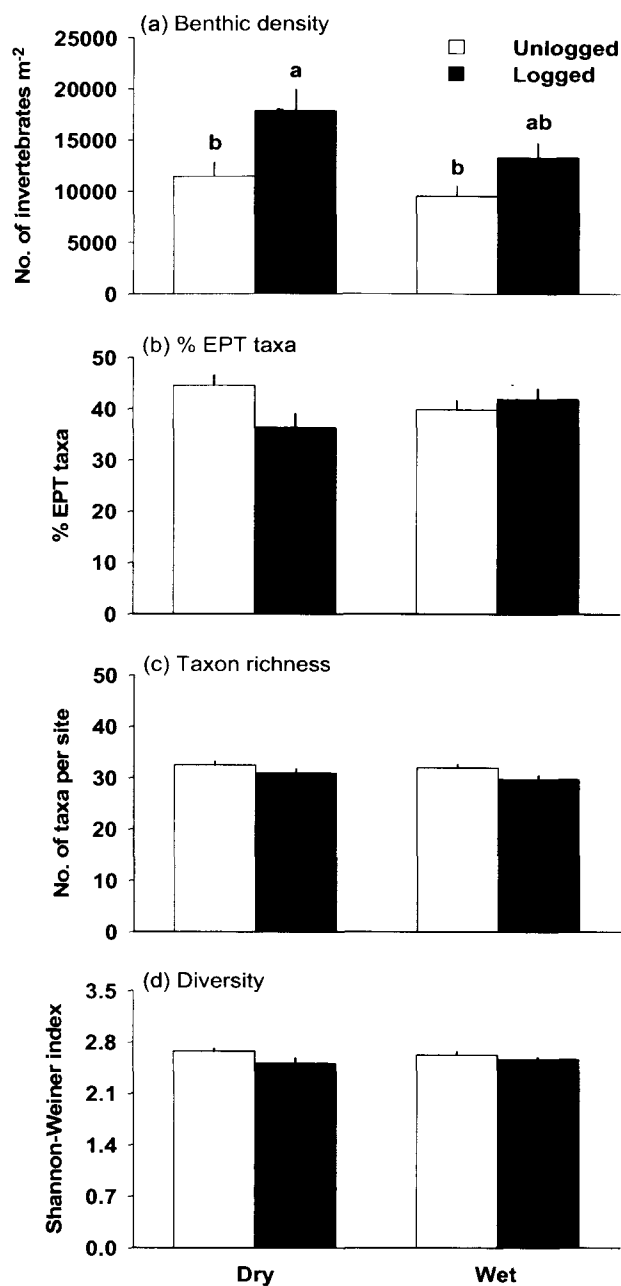 (a) Benthic density
Unlogged
Logged
No. of invertebrates m-2
25000
20000
15000
10000
5000
0
b
a
b
ab
(b) % EPT taxa
% EPT taxa
50
40
30
20
10
0
(c) Taxon richness
No. of taxa per site
50
40
30
20
10
0
(d) Diversity
Shannon-Weiner index
3.5
2.8
2.1
1.4
0.7
0.0
Dry
Wet